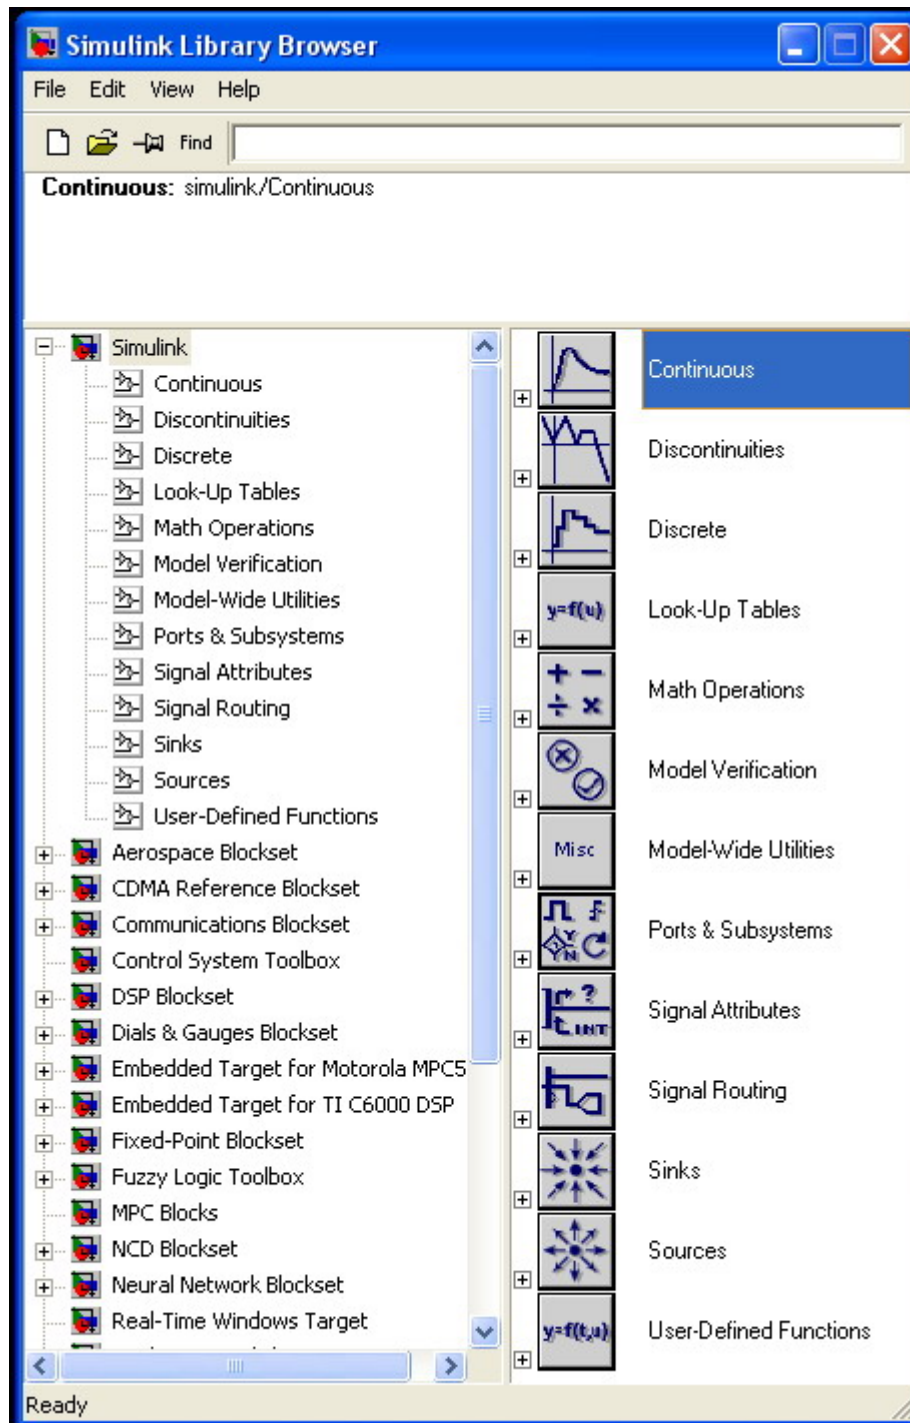 Simulink Library Browser
File Edit View Help
Find
Continuous: simulink/Continuous
Simulink
Continuous
Discontinuities
Discrete
Look-Up Tables
Math Operations
Model Verification
Model-Wide Utilities
Ports & Subsystems
Signal Attributes
Signal Routing
Sinks
Sources
User-Defined Functions
Aerospace Blockset
CDMA Reference Blockset
Communications Blockset
Control System Toolbox
DSP Blockset
Dials & Gauges Blockset
Embedded Target for Motorola MPC5
Embedded Target for TI C6000 DSP
Fixed-Point Blockset
Fuzzy Logic Toolbox
MPC Blocks
NCD Blockset
Neural Network Blockset
Real-Time Windows Target
Continuous
Discontinuities
Discrete
y=f(u) Look-Up Tables
+ − ÷ × Math Operations
Model Verification
Misc Model-Wide Utilities
Y N Ports & Subsystems
? t INT Signal Attributes
Signal Routing
Sinks
Sources
y=f(t,u) User-Defined Functions
Ready